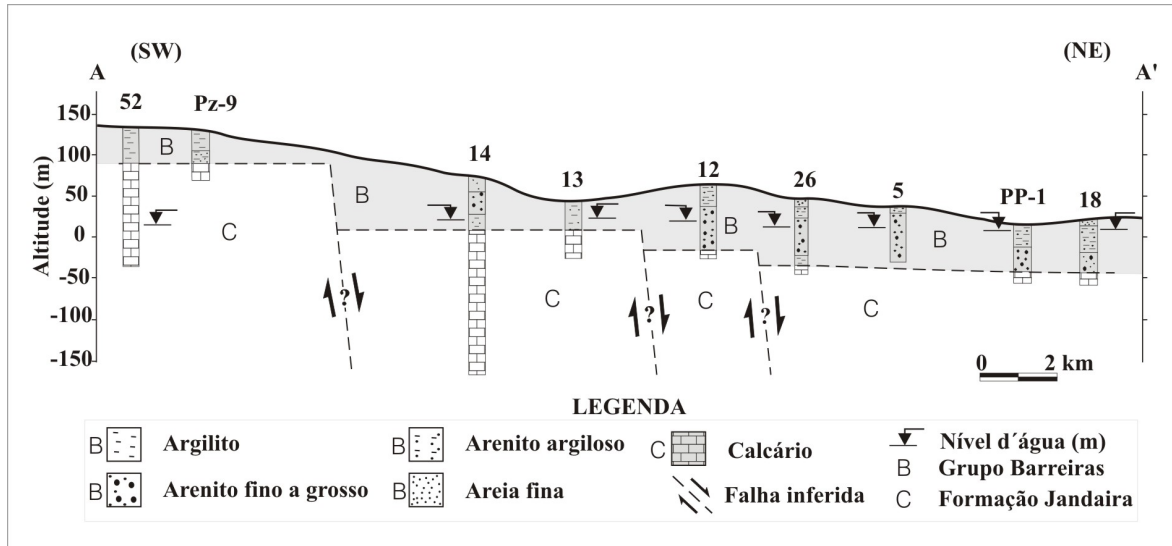 (SW) (NE)
A A'
52 Pz-9 14 13 12 26 5 PP-1 18
Altitude (m)
150
100
50
0
-50
-100
-150
B B B B
C C C C
? ? ?
0 2 km
LEGENDA
B Argilito
B Arenito argiloso
C Calcário
Nível d´água (m)
B Grupo Barreiras
B Arenito fino a grosso
B Areia fina
Falha inferida
C Formação Jandaira